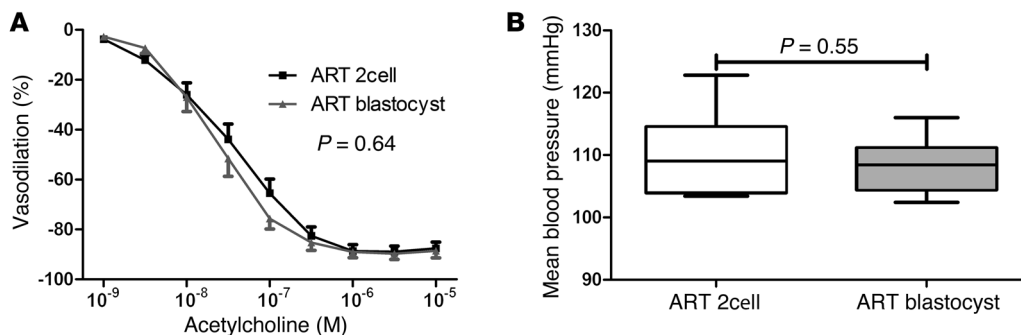 A
Vasodilation (%)
0
-20
-40
-60
-80
-100
ART 2cell
ART blastocyst
P = 0.64
10-9
10-8
10-7
10-6
10-5
Acetylcholine (M)
B
Mean blood pressure (mmHg)
130
120
110
100
90
P = 0.55
ART 2cell
ART blastocyst